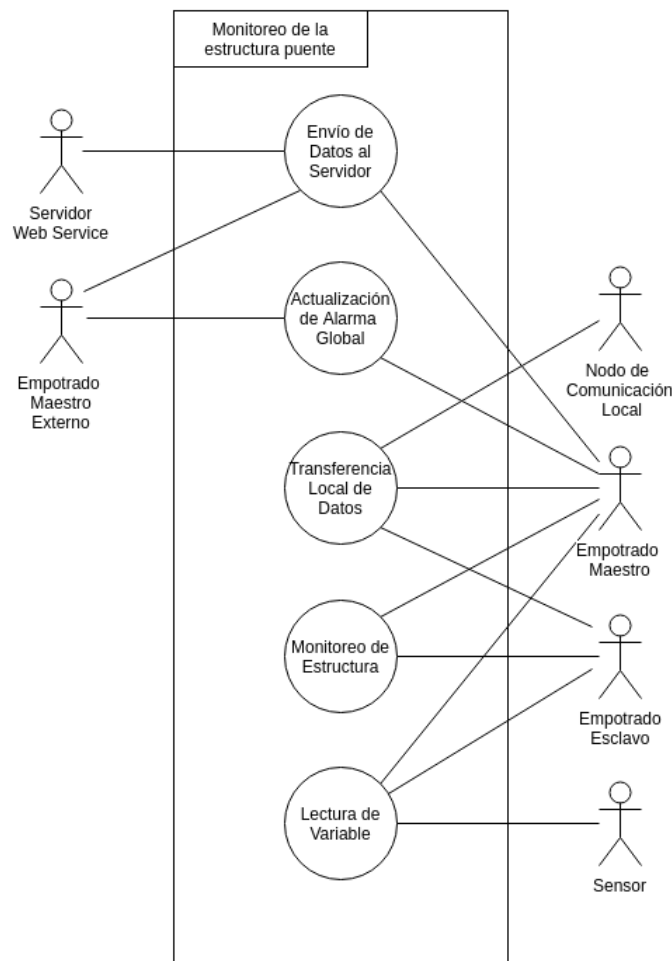 Monitoreo de la
estructura puente
Envío de
Datos al
Servidor
Servidor
Web Service
Actualización
de Alarma
Global
Empotrado
Maestro
Externo
Nodo de
Comunicación
Local
Transferencia
Local de
Datos
Empotrado
Maestro
Monitoreo de
Estructura
Empotrado
Esclavo
Lectura de
Variable
Sensor